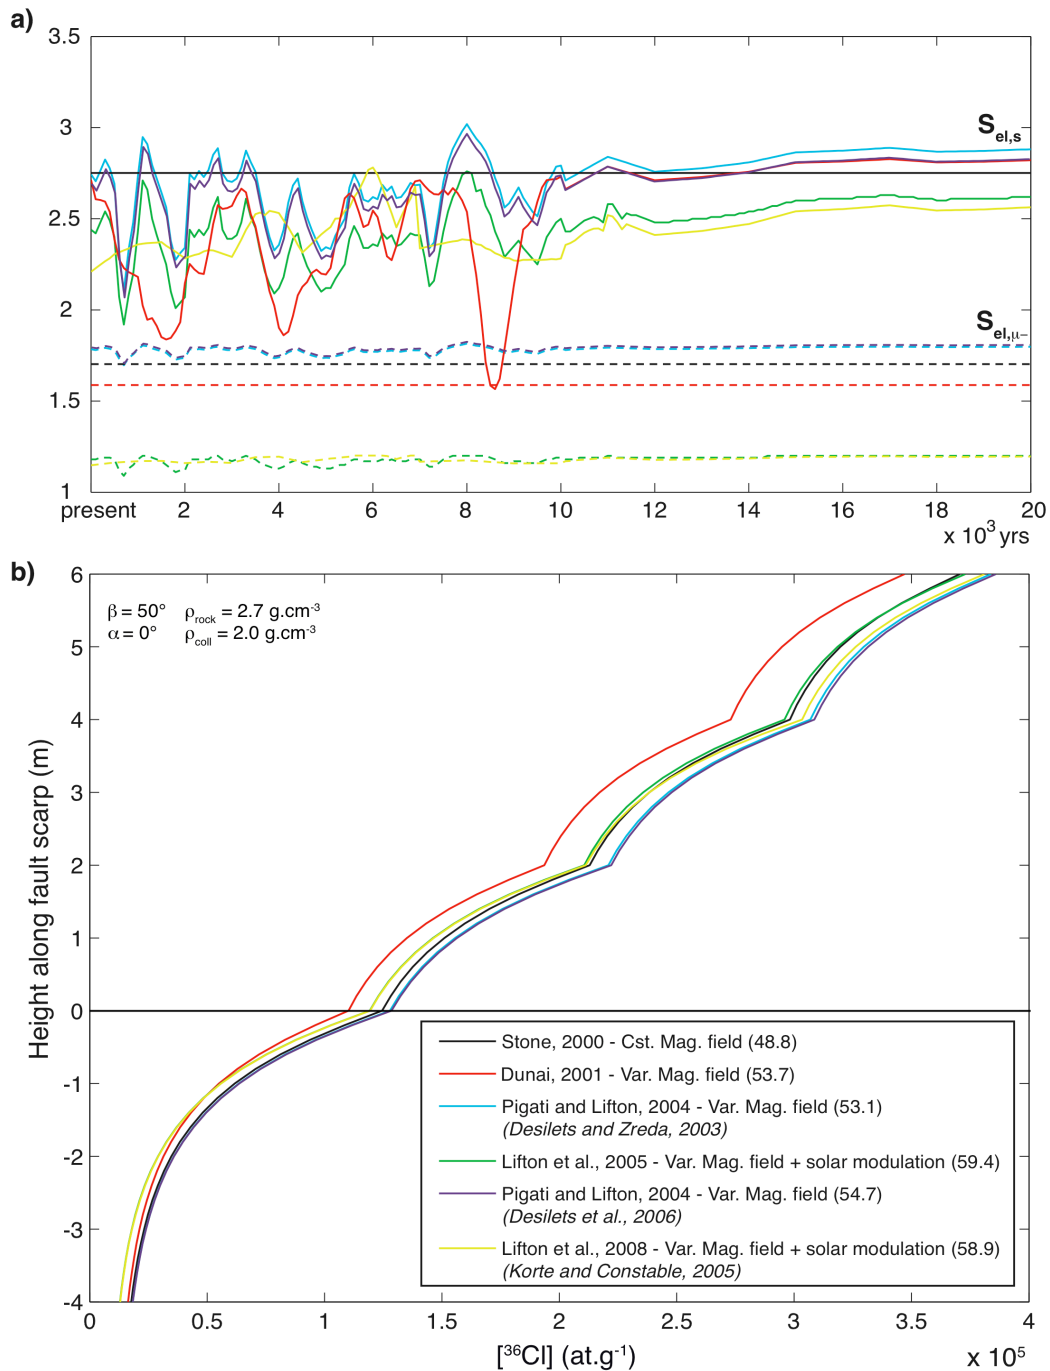 a)
3.5
3
2.5
2
1.5
1
S_el,s
S_el,μ-
present 2 4 6 8 10 12 14 16 18 20
x 10³ yrs
b)
6
5
4
3
2
1
0
-1
-2
-3
-4
Height along fault scarp (m)
β = 50° ρ_rock = 2.7 g.cm⁻³
α = 0° ρ_coll = 2.0 g.cm⁻³
Stone, 2000 - Cst. Mag. field (48.8)
Dunai, 2001 - Var. Mag. field (53.7)
Pigati and Lifton, 2004 - Var. Mag. field (53.1)
(Desilets and Zreda, 2003)
Lifton et al., 2005 - Var. Mag. field + solar modulation (59.4)
Pigati and Lifton, 2004 - Var. Mag. field (54.7)
(Desilets et al., 2006)
Lifton et al., 2008 - Var. Mag. field + solar modulation (58.9)
(Korte and Constable, 2005)
0 0.5 1 1.5 2 2.5 3 3.5 4
[³⁶Cl] (at.g⁻¹)
x 10⁵